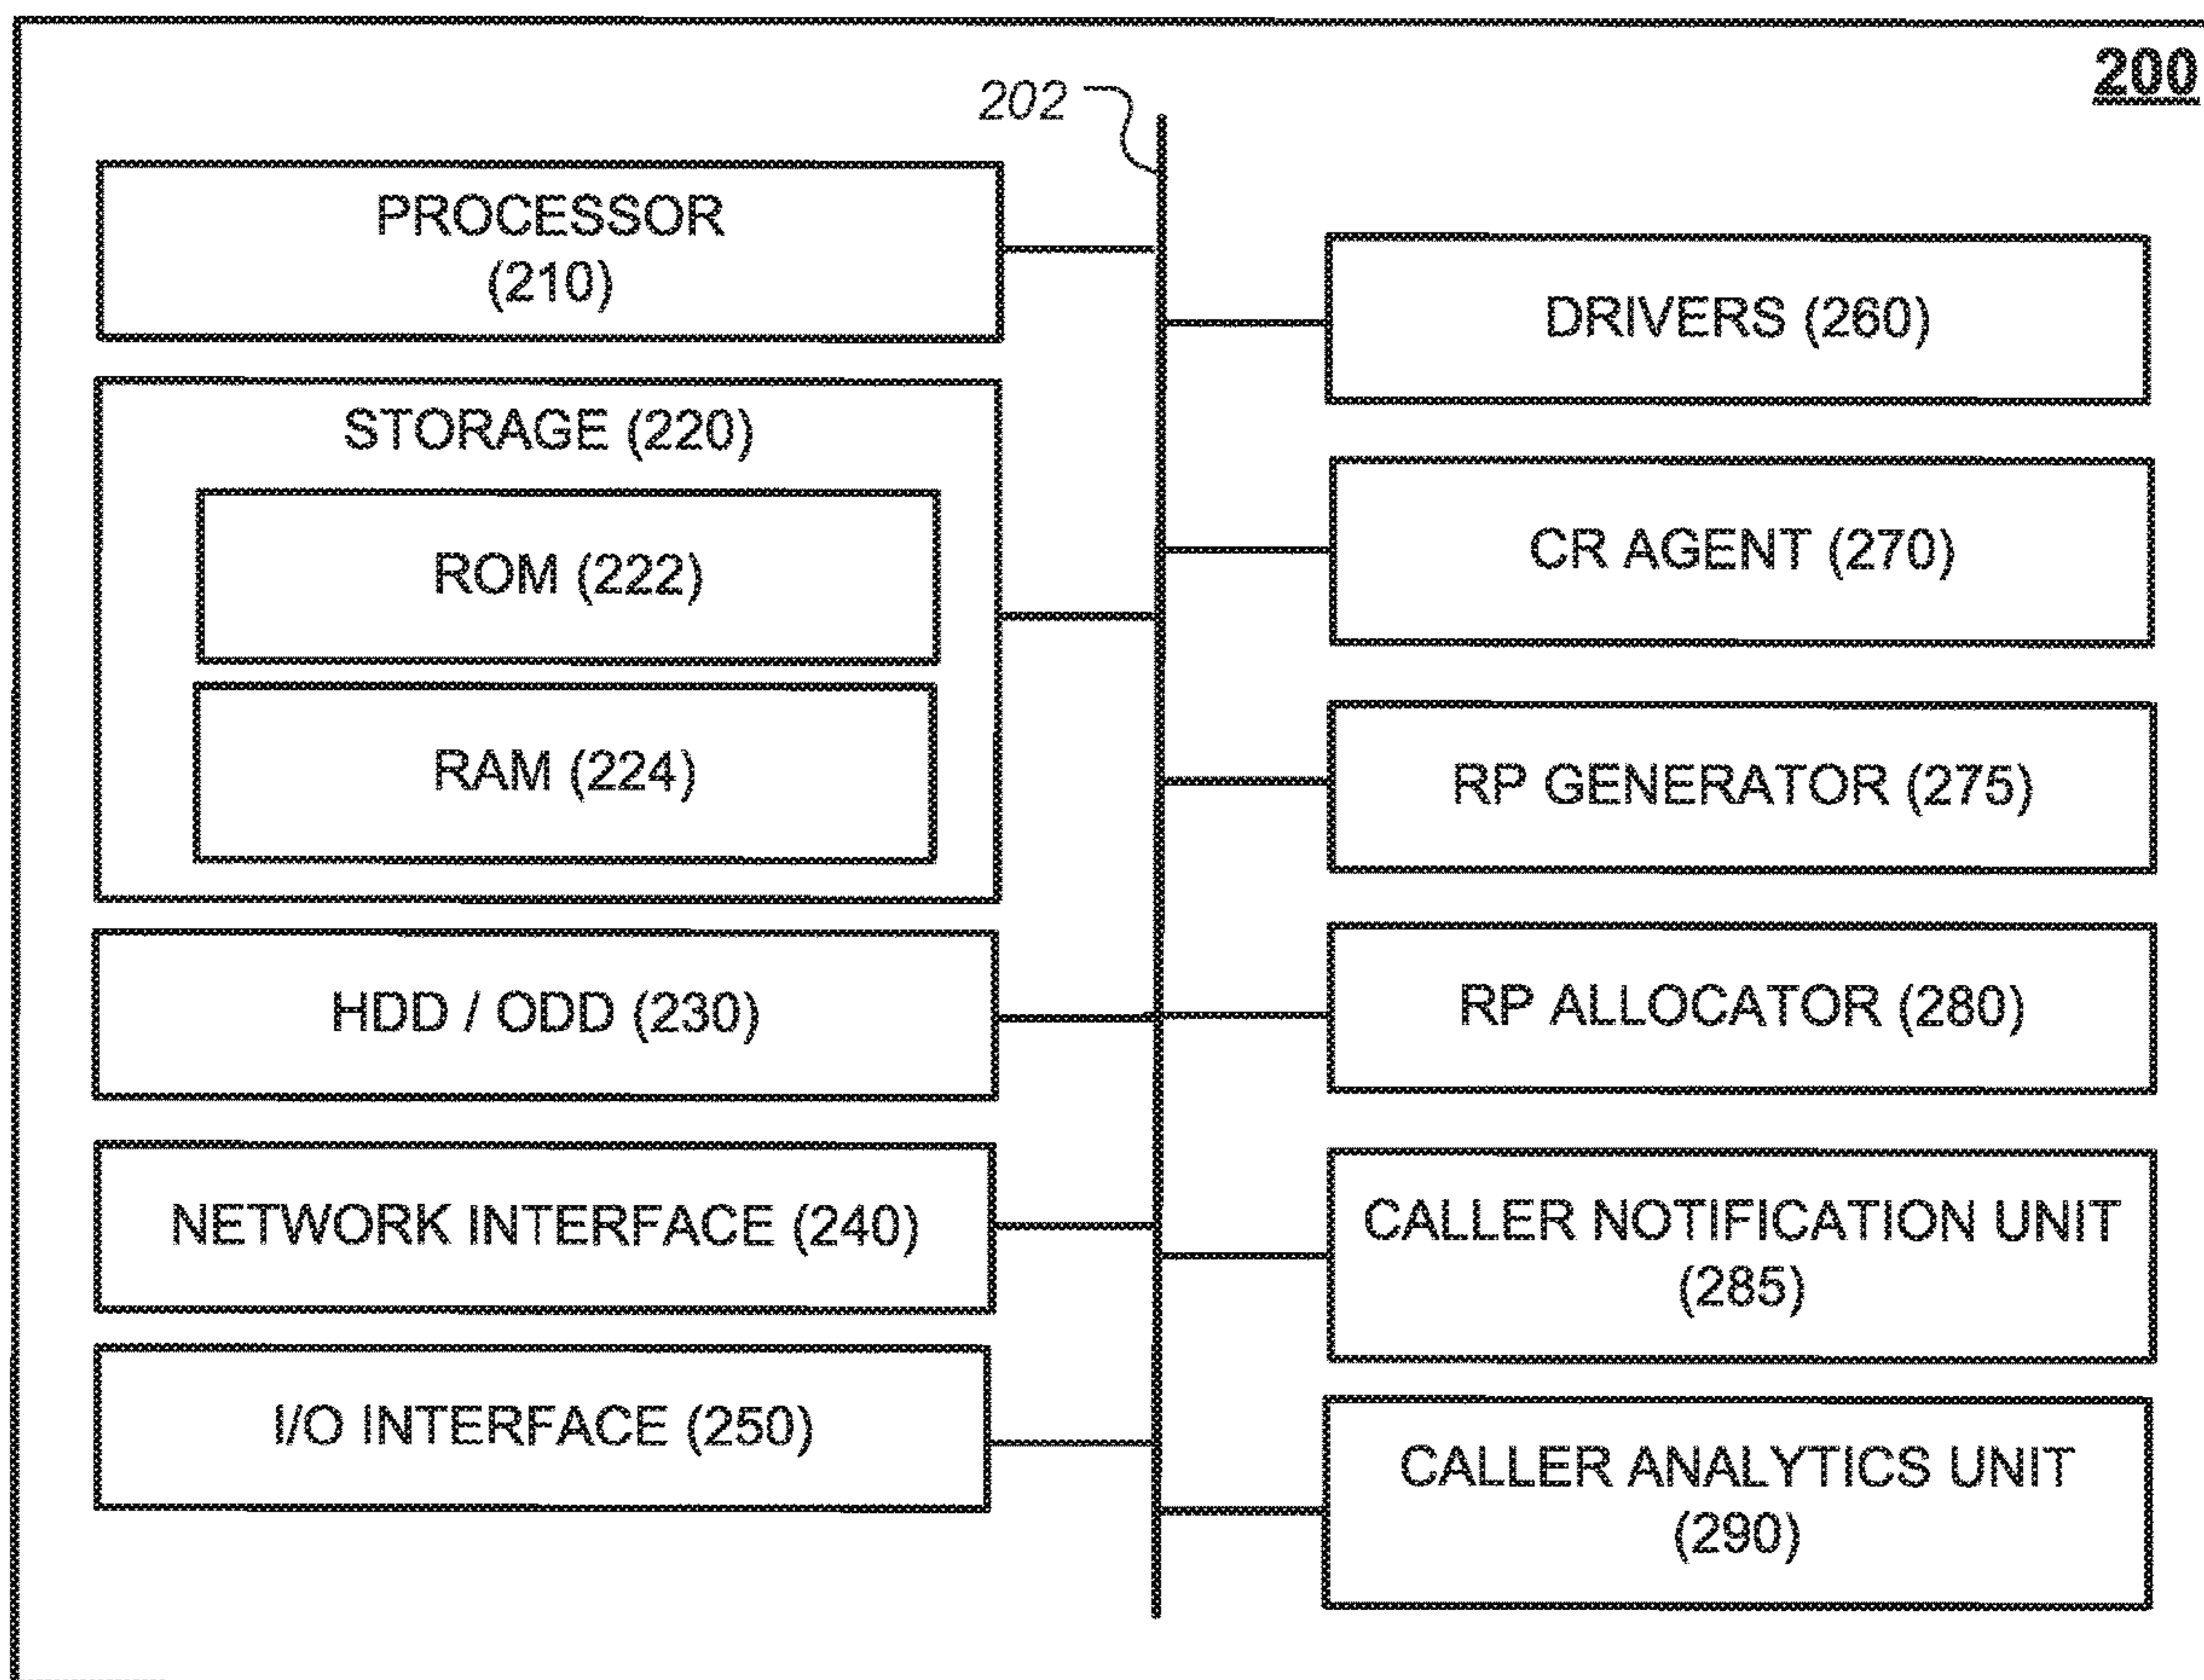 200
202
PROCESSOR
(210)
STORAGE (220)
ROM (222)
RAM (224)
HDD / ODD (230)
NETWORK INTERFACE (240)
I/O INTERFACE (250)
DRIVERS (260)
CR AGENT (270)
RP GENERATOR (275)
RP ALLOCATOR (280)
CALLER NOTIFICATION UNIT
(285)
CALLER ANALYTICS UNIT
(290)